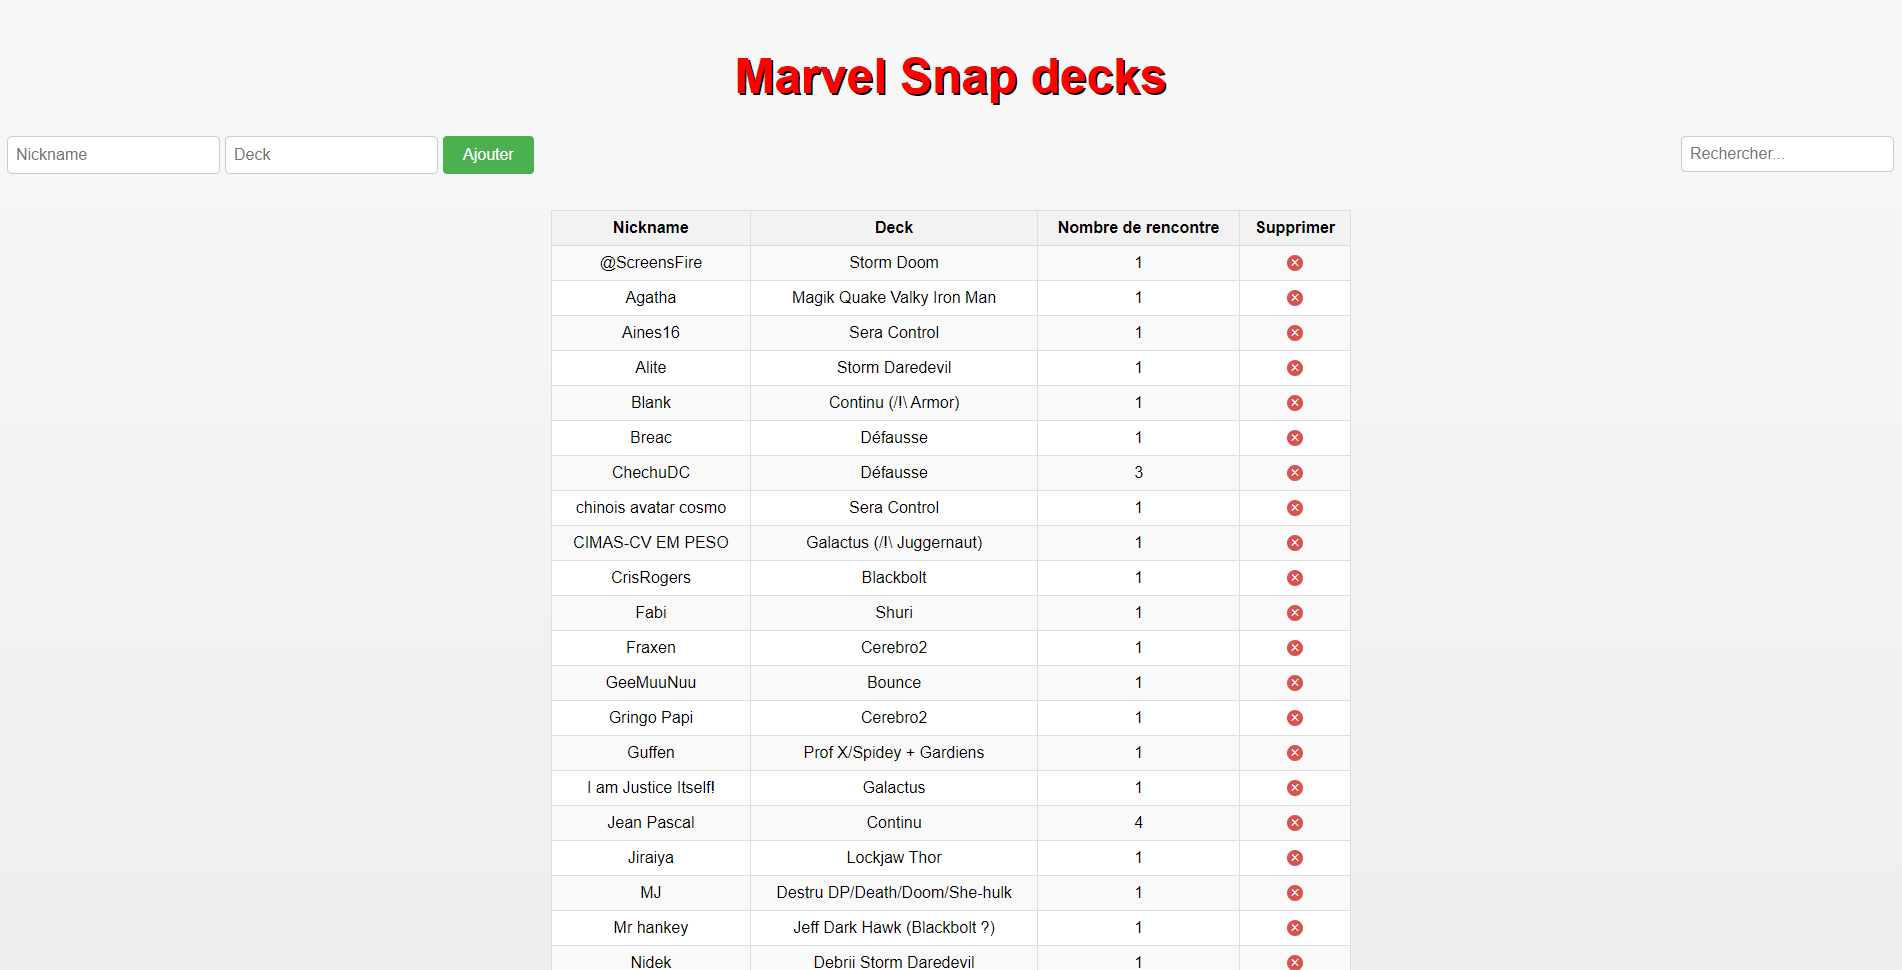 Marvel Snap decks
Nickname Deck Ajouter Rechercher...
Nickname Deck Nombre de rencontre Supprimer
@ScreensFire Storm Doom 1
Agatha Magik Quake Valky Iron Man 1
Aines16 Sera Control 1
Alite Storm Daredevil 1
Blank Continu (/!\ Armor) 1
Breac Défausse 1
ChechuDC Défausse 3
chinois avatar cosmo Sera Control 1
CIMAS-CV EM PESO Galactus (/!\ Juggernaut) 1
CrisRogers Blackbolt 1
Fabi Shuri 1
Fraxen Cerebro2 1
GeeMuuNuu Bounce 1
Gringo Papi Cerebro2 1
Guffen Prof X/Spidey + Gardiens 1
I am Justice Itself! Galactus 1
Jean Pascal Continu 4
Jiraiya Lockjaw Thor 1
MJ Destru DP/Death/Doom/She-hulk 1
Mr hankey Jeff Dark Hawk (Blackbolt ?) 1
Nidek Debrii Storm Daredevil 1